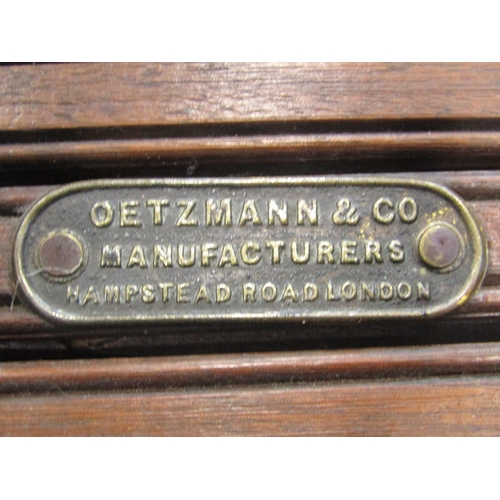 OETZMANN & CO
MANUFACTURERS
HAMPSTEAD ROAD LONDON